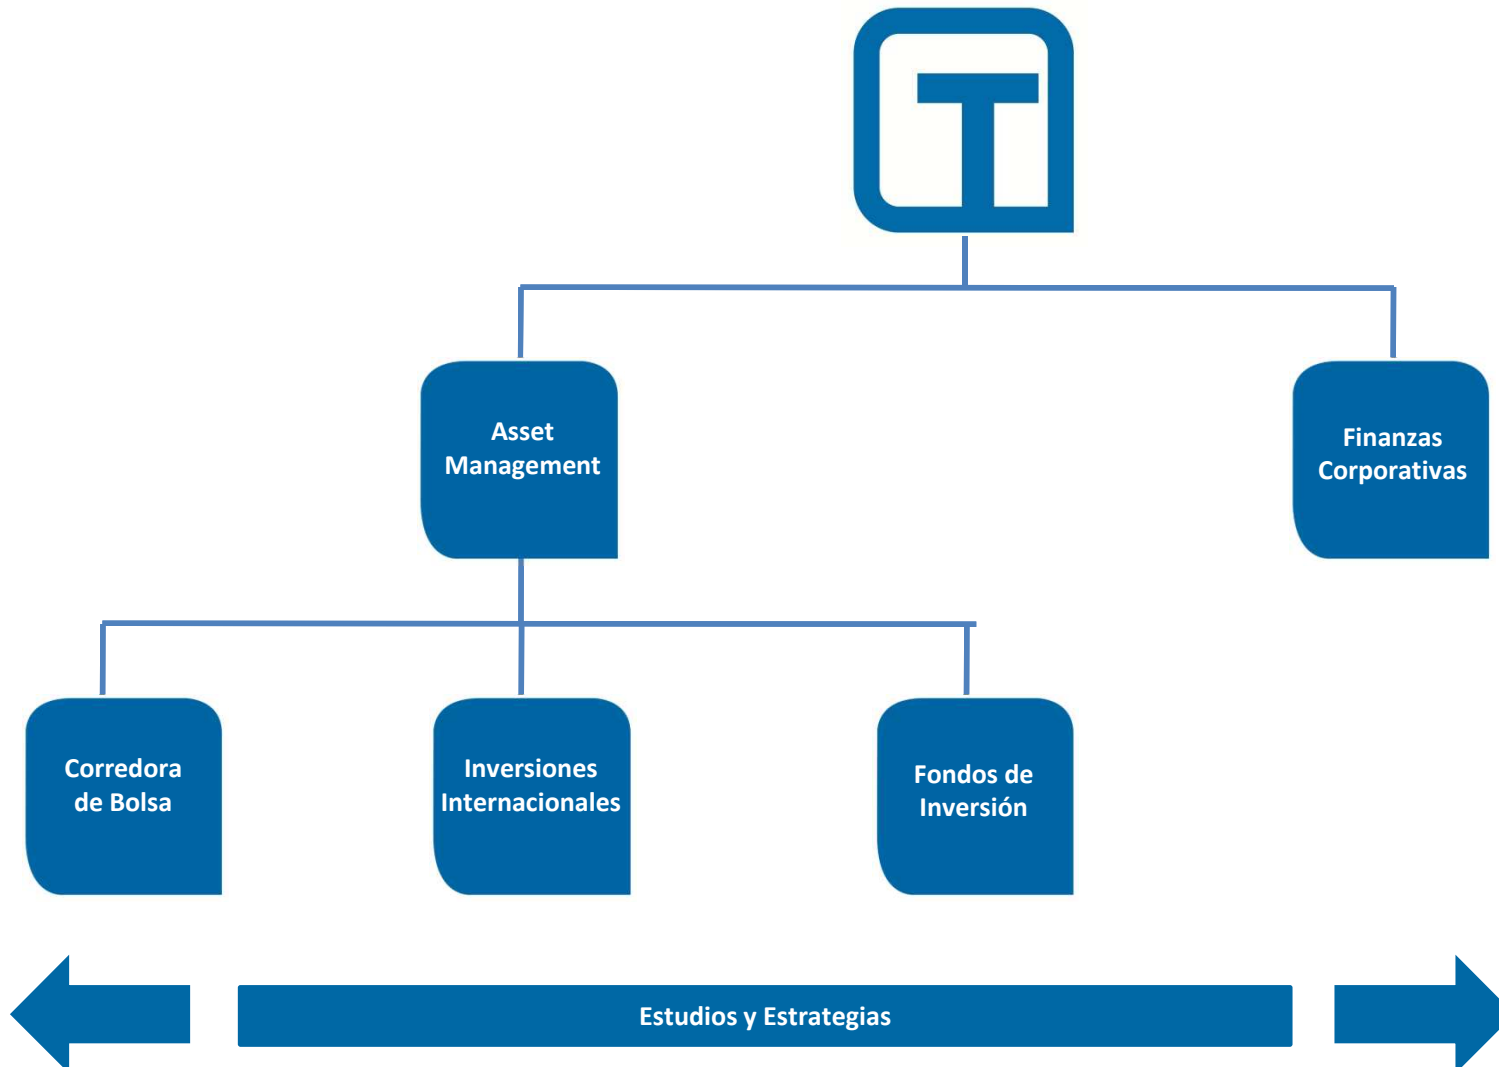 T
Asset
Management
Finanzas
Corporativas
Corredora
de Bolsa
Inversiones
Internacionales
Fondos de
Inversión
Estudios y Estrategias